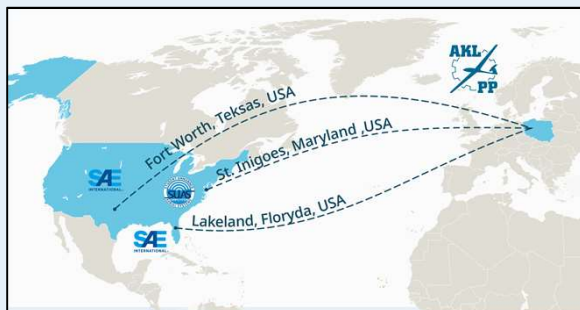 AKL
PP
Fort Worth, Teksas, USA
St. Inigoes, Maryland, USA
SAE
INTERNATIONAL
SUAS
Lakeland, Floryda, USA
SAE
INTERNATIONAL